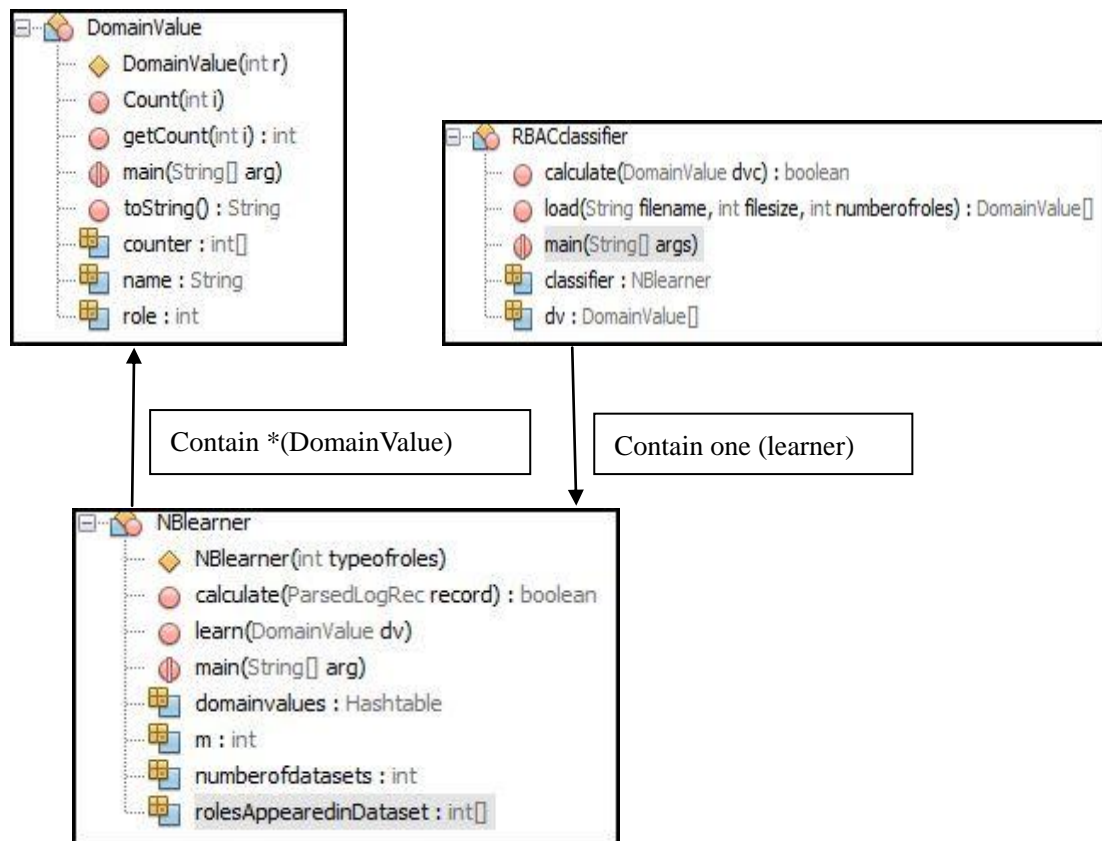 DomainValue
DomainValue(int r)
Count(int i)
getCount(int i) : int
main(String[] arg)
toString() : String
counter : int[]
name : String
role : int
RBACclassifier
calculate(DomainValue dvc) : boolean
load(String filename, int filesize, int numberofroles) : DomainValue[]
main(String[] args)
classifier : NBlearner
dv : DomainValue[]
Contain *(DomainValue)
Contain one (learner)
NBlearner
NBlearner(int typeofroles)
calculate(ParsedLogRec record) : boolean
learn(DomainValue dv)
main(String[] arg)
domainvalues : Hashtable
m : int
numberofdatasets : int
rolesAppearedinDataset : int[]